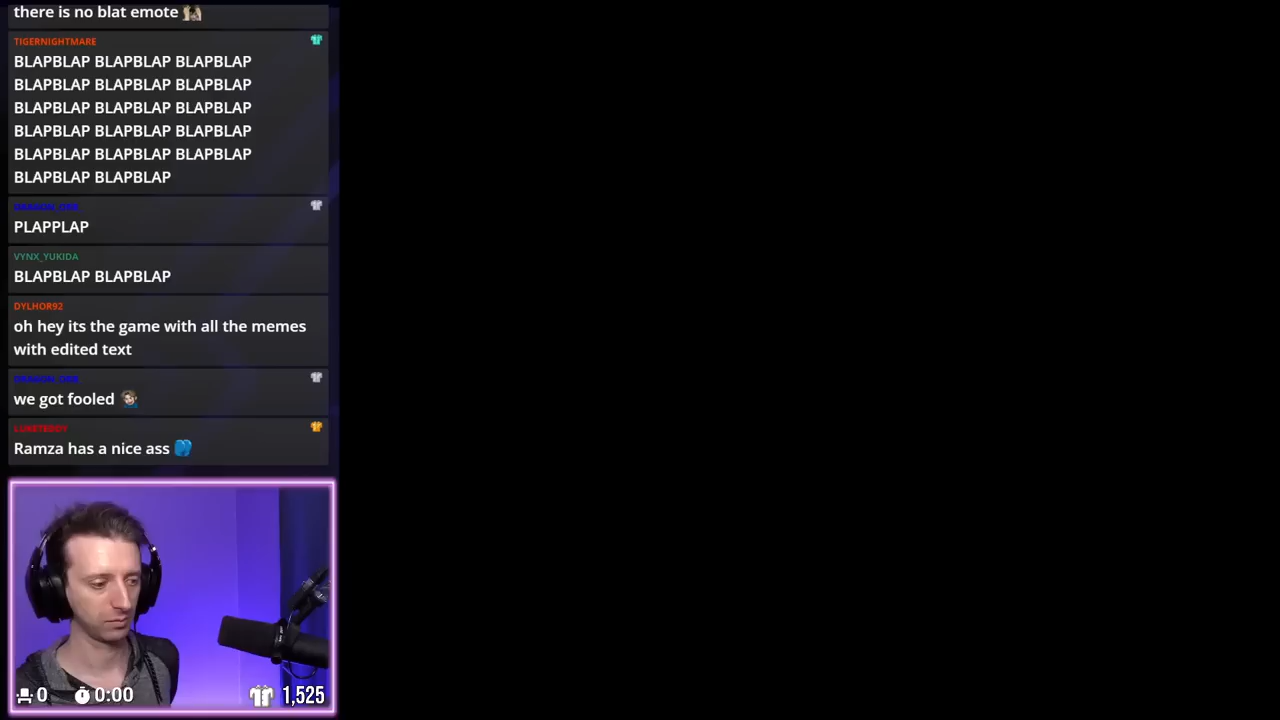 there is no blat emote
TIGERNIGHTMARE
BLAPBLAP BLAPBLAP BLAPBLAP
BLAPBLAP BLAPBLAP BLAPBLAP
BLAPBLAP BLAPBLAP BLAPBLAP
BLAPBLAP BLAPBLAP BLAPBLAP
BLAPBLAP BLAPBLAP BLAPBLAP
BLAPBLAP BLAPBLAP
PLAPPLAP
VYNX_YUKIDA
BLAPBLAP BLAPBLAP
DYLHOR92
oh hey its the game with all the memes
with edited text
we got fooled
Ramza has a nice ass
0 0:00 1,525